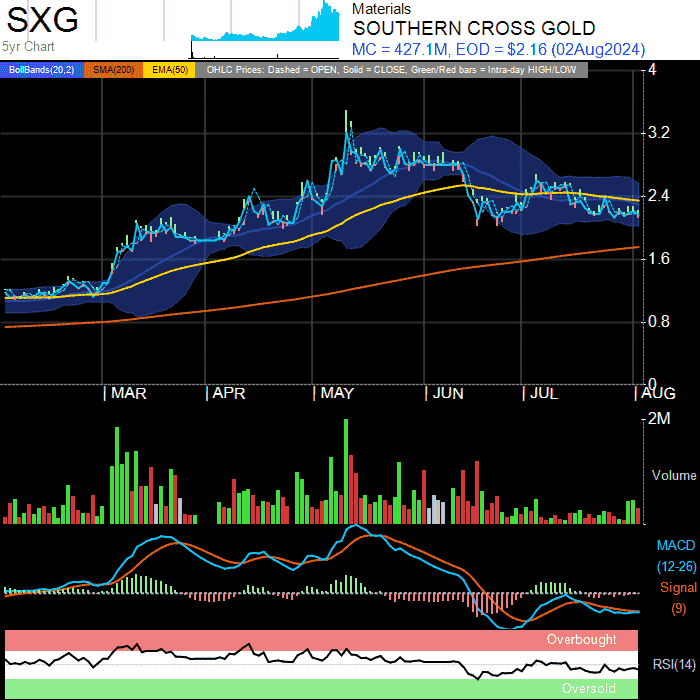 SXG
5yr Chart
Materials
SOUTHERN CROSS GOLD
MC = 427.1M, EOD = $2.16 (02Aug2024)
BollBands(20,2) SMA(200) EMA(50) OHLC Prices: Dashed = OPEN, Solid = CLOSE, Green/Red bars = Intra-day HIGH/LOW
4
3.2
2.4
1.6
0.8
0
MAR APR MAY JUN JUL AUG
2M
Volume
MACD
(12-26)
Signal
(9)
Overbought
RSI(14)
Oversold